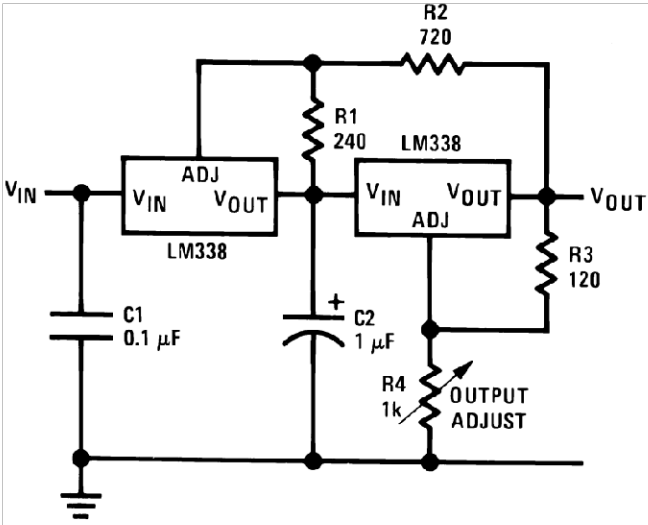 R2
720
R1
240
LM338
ADJ
V_IN
V_IN
V_OUT
LM338
V_IN
V_OUT
ADJ
V_OUT
R3
120
C1
0.1 μF
+
C2
1 μF
R4
1k
OUTPUT
ADJUST